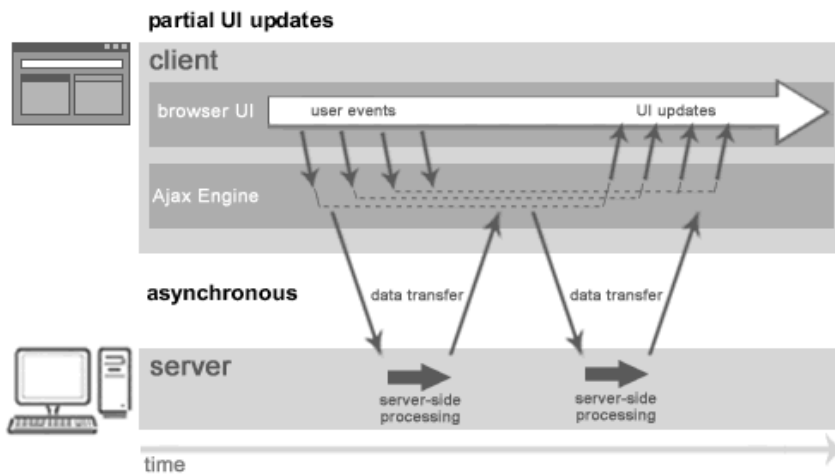 partial UI updates
client
browser UI
user events
UI updates
Ajax Engine
asynchronous
data transfer
data transfer
server
server-side
processing
server-side
processing
time